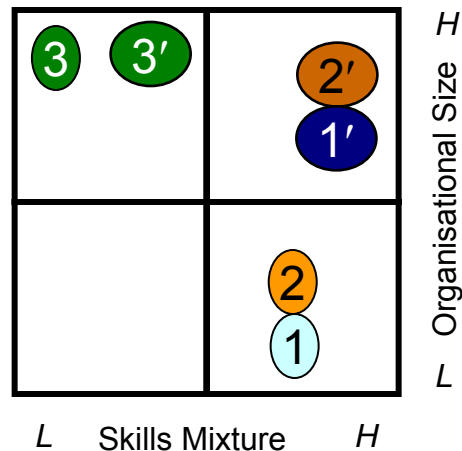 H
3
3′
2′
1′
Organisational Size
2
1
L
L Skills Mixture H